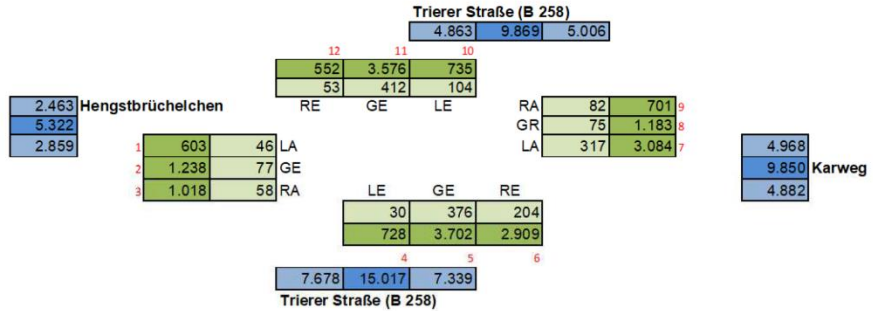 Trierer Straße (B 258)
4.863 9.869 5.006
12 11 10
552 3.576 735
53 412 104
RE GE LE
2.463 Hengstbrüchelchen
5.322
2.859
RA 82 701 9
GR 75 1.183 8
LA 317 3.084 7
1 603 46 LA
2 1.238 77 GE
3 1.018 58 RA
4.968
9.850 Karweg
4.882
LE GE RE
30 376 204
728 3.702 2.909
4 5 6
7.678 15.017 7.339
Trierer Straße (B 258)